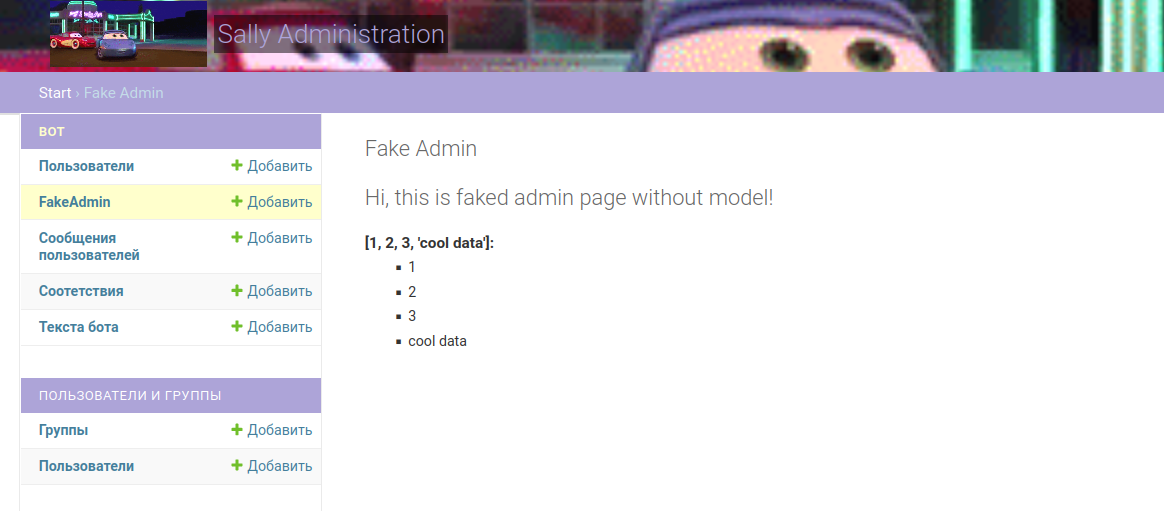 Sally Administration
Start › Fake Admin
BOT
Пользователи + Добавить
FakeAdmin + Добавить
Сообщения
пользователей + Добавить
Соотетствия + Добавить
Текста бота + Добавить
ПОЛЬЗОВАТЕЛИ И ГРУППЫ
Группы + Добавить
Пользователи + Добавить
Fake Admin
Hi, this is faked admin page without model!
[1, 2, 3, 'cool data']:
▪ 1
▪ 2
▪ 3
▪ cool data